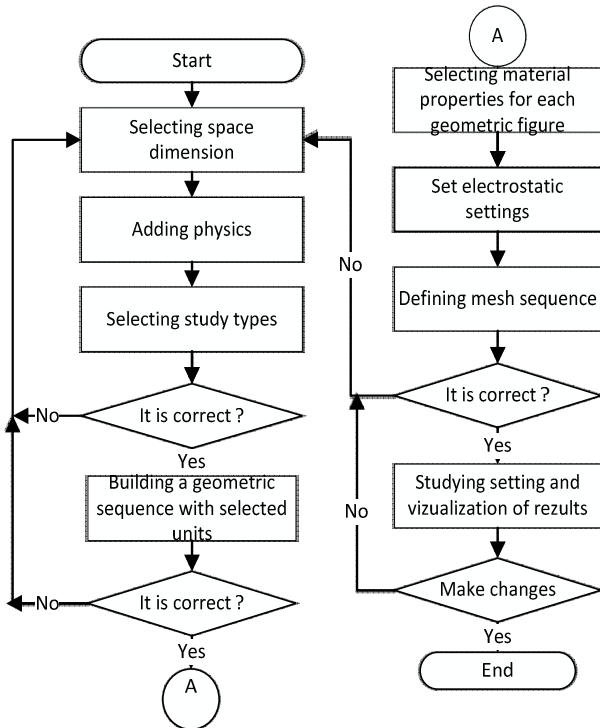 Start
Selecting space
dimension
Adding physics
Selecting study types
It is correct ?
No
Yes
Building a geometric
sequence with selected
units
It is correct ?
No
Yes
A
A
Selecting material
properties for each
geometric figure
Set electrostatic
settings
Defining mesh sequence
It is correct ?
No
Yes
Studying setting and
vizualization of rezults
Make changes
No
Yes
End